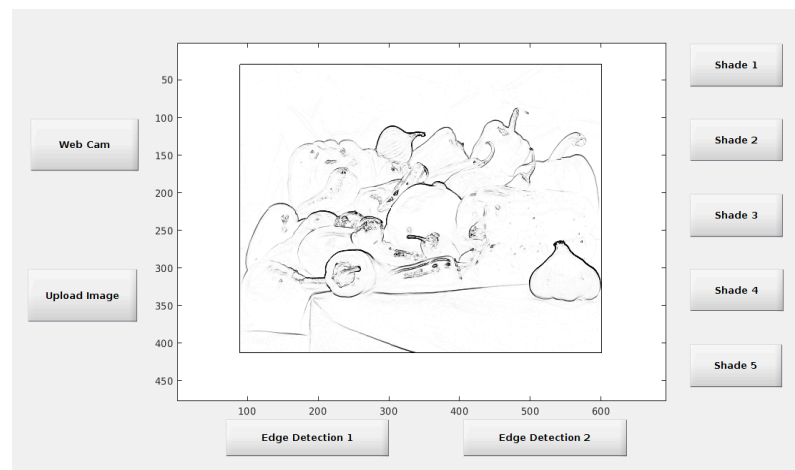 Shade 1
50
100
Web Cam
Shade 2
150
200
Shade 3
250
Upload Image
300
Shade 4
350
Shade 5
400
450
100 200 300 400 500 600
Edge Detection 1
Edge Detection 2